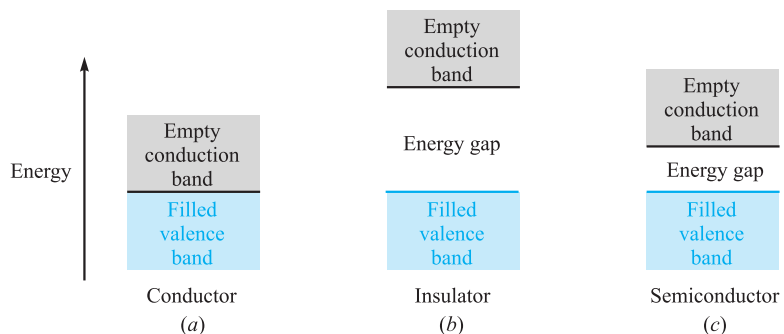 Energy
Empty
conduction
band
Filled
valence
band
Conductor
(a)
Empty
conduction
band
Energy gap
Filled
valence
band
Insulator
(b)
Empty
conduction
band
Energy gap
Filled
valence
band
Semiconductor
(c)